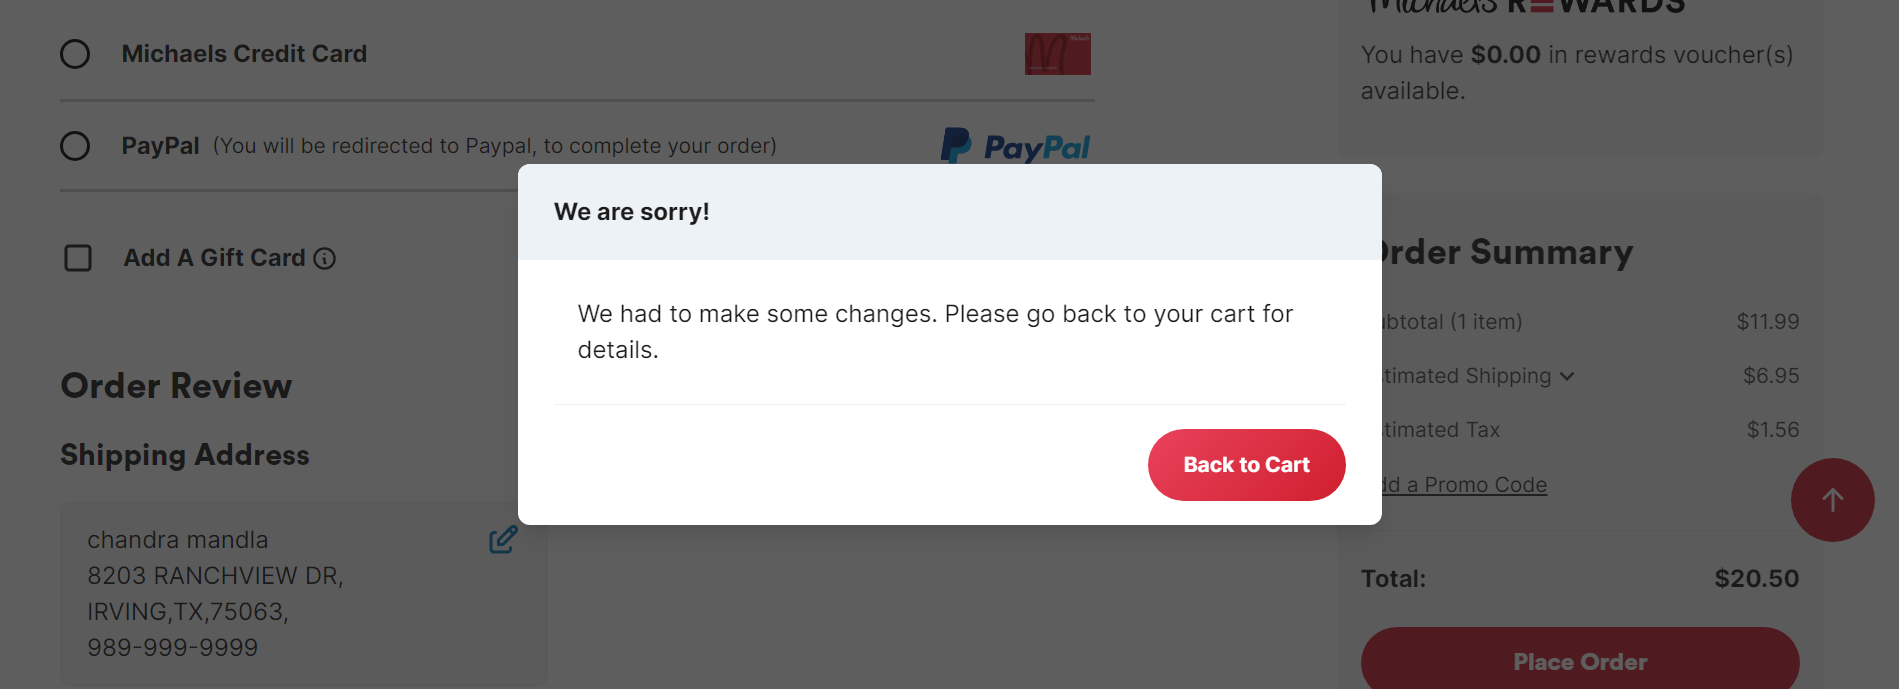 Michaels REWARDS
Michaels Credit Card
You have $0.00 in rewards voucher(s)
available.
PayPal (You will be redirected to Paypal, to complete your order)
PayPal
We are sorry!
Add A Gift Card
We had to make some changes. Please go back to your cart for
details.
Back to Cart
Order Review
Shipping Address
chandra mandla
8203 RANCHVIEW DR,
IRVING,TX,75063,
989-999-9999
rder Summary
btotal (1 item) $11.99
timated Shipping $6.95
timated Tax $1.56
dd a Promo Code
Total: $20.50
Place Order